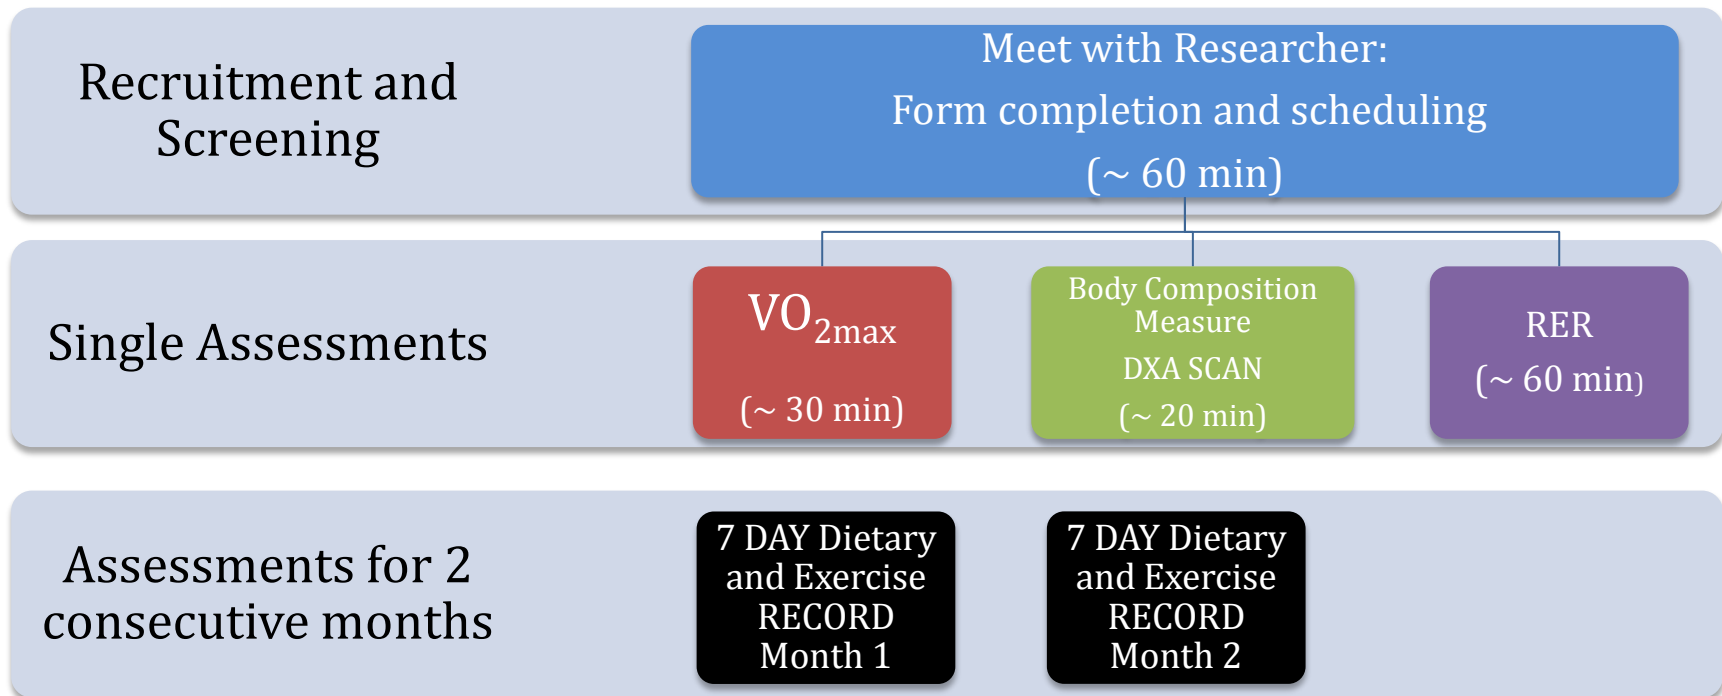 Recruitment and
Screening
Meet with Researcher:
Form completion and scheduling
(~ 60 min)
Single Assessments
VO2max
(~ 30 min)
Body Composition
Measure
DXA SCAN
(~ 20 min)
RER
(~ 60 min)
Assessments for 2
consecutive months
7 DAY Dietary
and Exercise
RECORD
Month 1
7 DAY Dietary
and Exercise
RECORD
Month 2